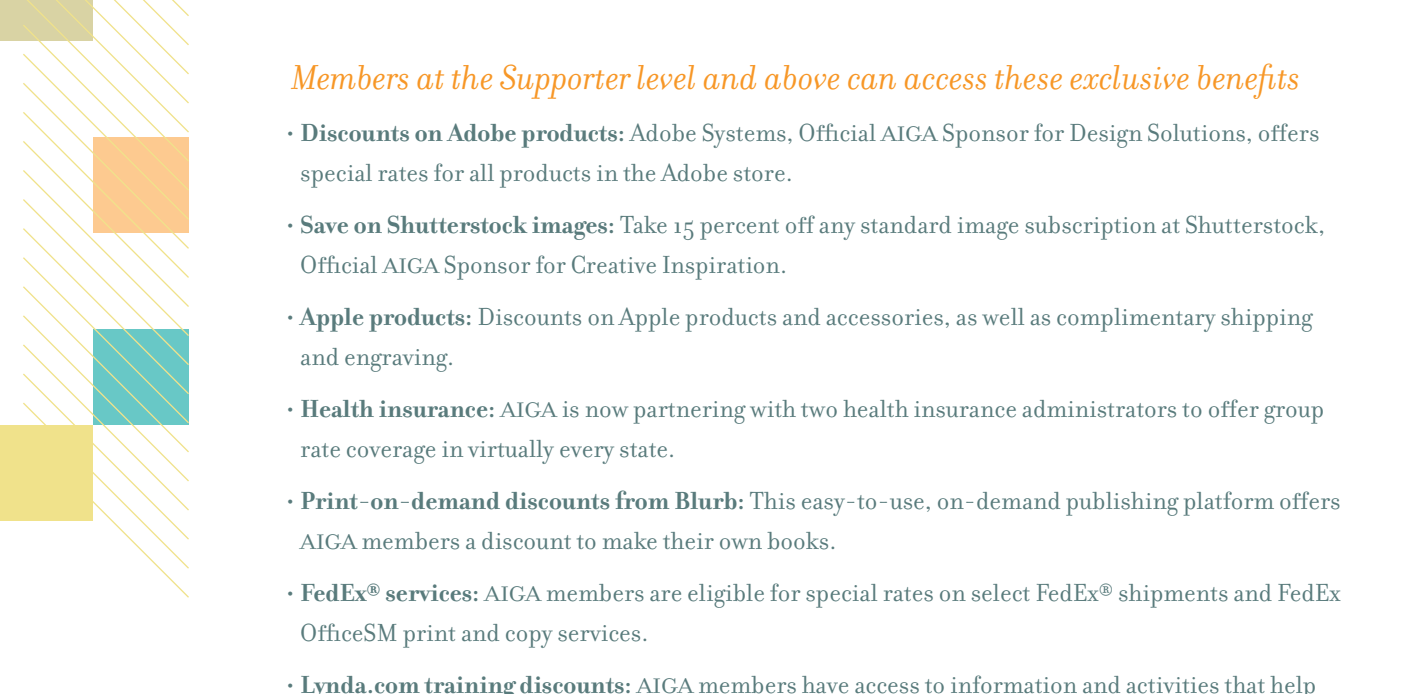 Members at the Supporter level and above can access these exclusive benefits
· Discounts on Adobe products: Adobe Systems, Official AIGA Sponsor for Design Solutions, offers
special rates for all products in the Adobe store.
· Save on Shutterstock images: Take 15 percent off any standard image subscription at Shutterstock,
Official AIGA Sponsor for Creative Inspiration.
· Apple products: Discounts on Apple products and accessories, as well as complimentary shipping
and engraving.
· Health insurance: AIGA is now partnering with two health insurance administrators to offer group
rate coverage in virtually every state.
· Print-on-demand discounts from Blurb: This easy-to-use, on-demand publishing platform offers
AIGA members a discount to make their own books.
· FedEx® services: AIGA members are eligible for special rates on select FedEx® shipments and FedEx
OfficeSM print and copy services.
· Lynda.com training discounts: AIGA members have access to information and activities that help